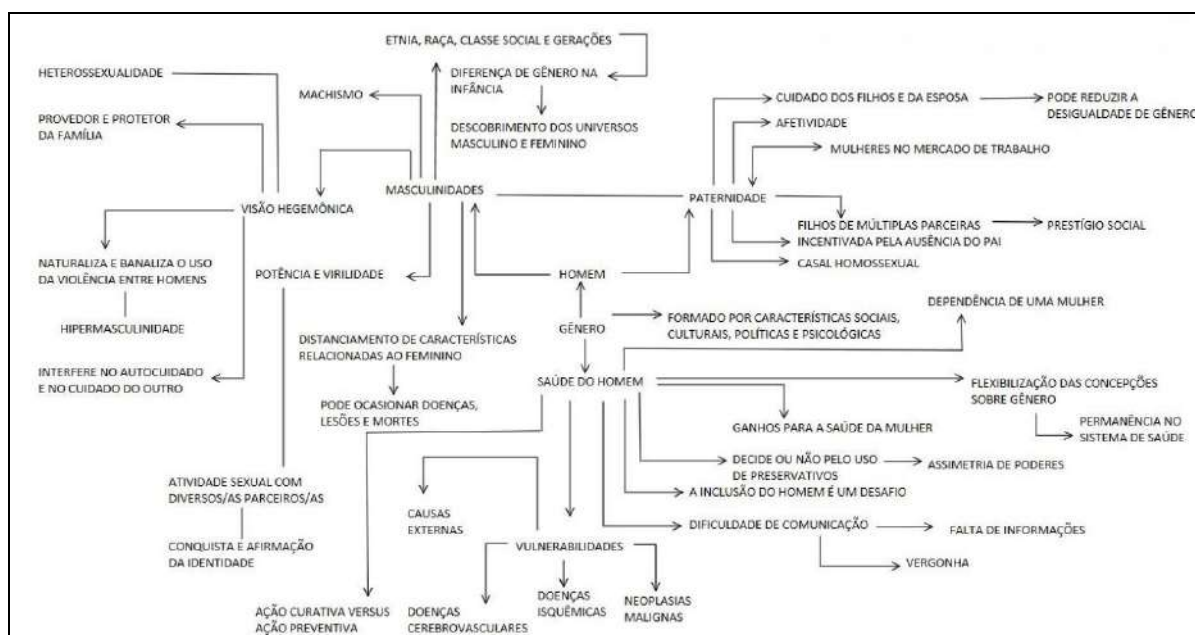 ETNIA, RAÇA, CLASSE SOCIAL E GERAÇÕES
HETEROSSEXUALIDADE
DIFERENÇA DE GÊNERO NA
INFÂNCIA
MACHISMO
CUIDADO DOS FILHOS E DA ESPOSA
PODE REDUZIR A
DESIGUALDADE DE GÊNERO
PROVEDOR E PROTETOR
DA FAMÍLIA
AFETIVIDADE
DESCOBRIMENTO DOS UNIVERSOS
MASCULINO E FEMININO
MULHERES NO MERCADO DE TRABALHO
MASCULINIDADES
PATERNIDADE
VISÃO HEGEMÔNICA
FILHOS DE MÚLTIPLAS PARCEIRAS
PRESTÍGIO SOCIAL
INCENTIVADA PELA AUSÊNCIA DO PAI
NATURALIZA E BANALIZA O USO
DA VIOLÊNCIA ENTRE HOMENS
POTÊNCIA E VIRILIDADE
HOMEM
CASAL HOMOSSEXUAL
HIPERMASCULINIDADE
DEPENDÊNCIA DE UMA MULHER
GÊNERO
FORMADO POR CARACTERÍSTICAS SOCIAIS,
CULTURAIS, POLÍTICAS E PSICOLÓGICAS
DISTANCIAMENTO DE CARACTERÍSTICAS
RELACIONADAS AO FEMININO
INTERFERE NO AUTOCUIDADO
E NO CUIDADO DO OUTRO
SAÚDE DO HOMEM
FLEXIBILIZAÇÃO DAS CONCEPÇÕES
SOBRE GÊNERO
PODE OCASIONAR DOENÇAS,
LESÕES E MORTES
GANHOS PARA A SAÚDE DA MULHER
PERMANÊNCIA NO
SISTEMA DE SAÚDE
DECIDE OU NÃO PELO USO
DE PRESERVATIVOS
ASSIMETRIA DE PODERES
ATIVIDADE SEXUAL COM
DIVERSOS/AS PARCEIROS/AS
A INCLUSÃO DO HOMEM É UM DESAFIO
CAUSAS
EXTERNAS
DIFICULDADE DE COMUNICAÇÃO
FALTA DE INFORMAÇÕES
CONQUISTA E AFIRMAÇÃO
DA IDENTIDADE
VULNERABILIDADES
VERGONHA
AÇÃO CURATIVA VERSUS
AÇÃO PREVENTIVA
DOENÇAS
CEREBROVASCULARES
DOENÇAS
ISQUÊMICAS
NEOPLASIAS
MALIGNAS